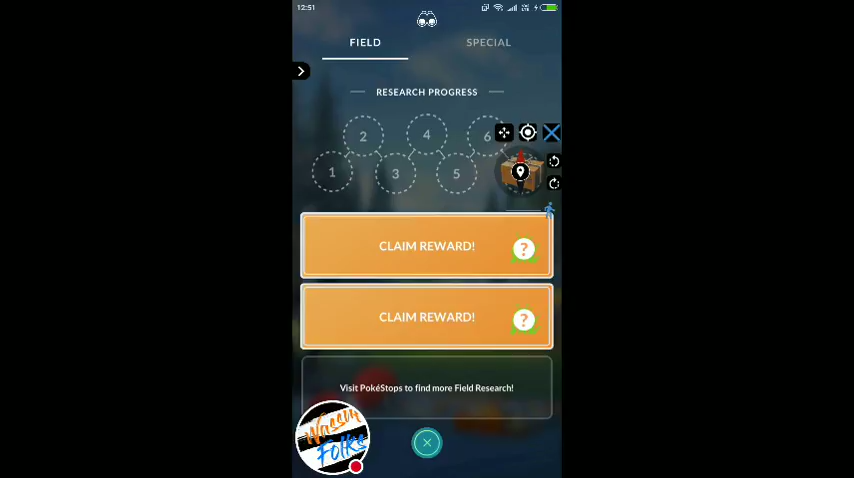 12:51
FIELD
SPECIAL
RESEARCH PROGRESS
2
4
6
1
3
5
CLAIM REWARD!
?
CLAIM REWARD!
?
Visit PokéStops to find more Field Research!
Wassup
Folks